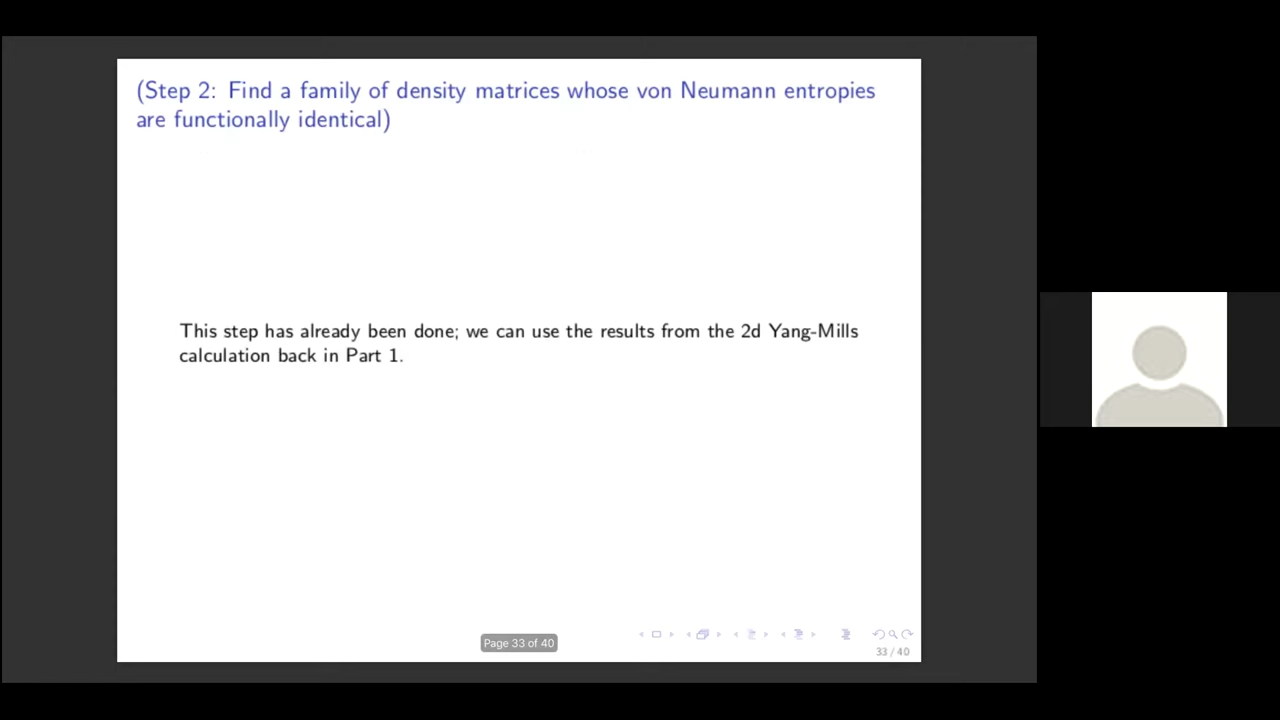 (Step 2: Find a family of density matrices whose von Neumann entropies
are functionally identical)
This step has already been done; we can use the results from the 2d Yang-Mills
calculation back in Part 1.
Page 33 of 40
33 / 40